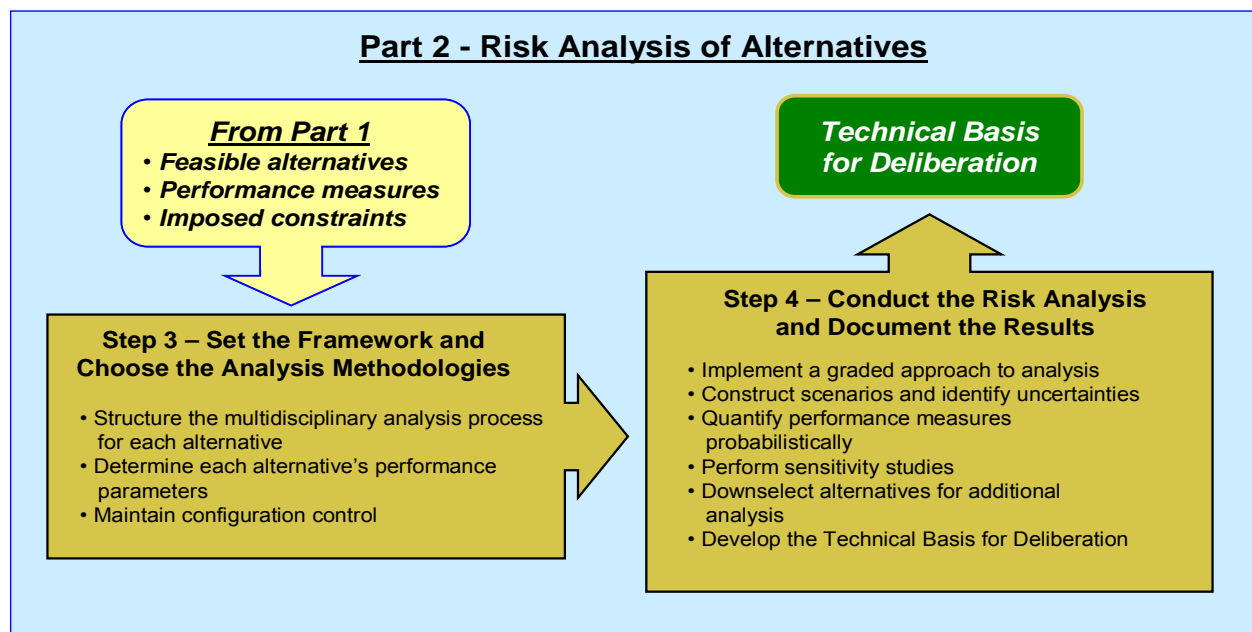 Part 2 - Risk Analysis of Alternatives
From Part 1
• Feasible alternatives
• Performance measures
• Imposed constraints
Technical Basis
for Deliberation
Step 3 – Set the Framework and
Choose the Analysis Methodologies
• Structure the multidisciplinary analysis process
for each alternative
• Determine each alternative’s performance
parameters
• Maintain configuration control
Step 4 – Conduct the Risk Analysis
and Document the Results
• Implement a graded approach to analysis
• Construct scenarios and identify uncertainties
• Quantify performance measures
probabilistically
• Perform sensitivity studies
• Downselect alternatives for additional
analysis
• Develop the Technical Basis for Deliberation